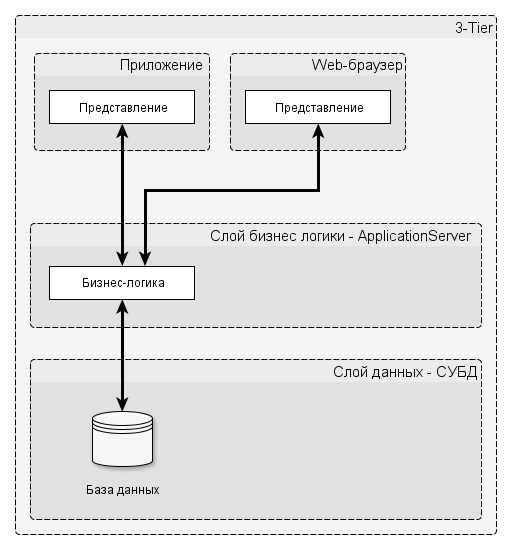 3-Tier
Приложение
Web-браузер
Представление
Представление
Слой бизнес логики - ApplicationServer
Бизнес-логика
Слой данных - СУБД
База данных